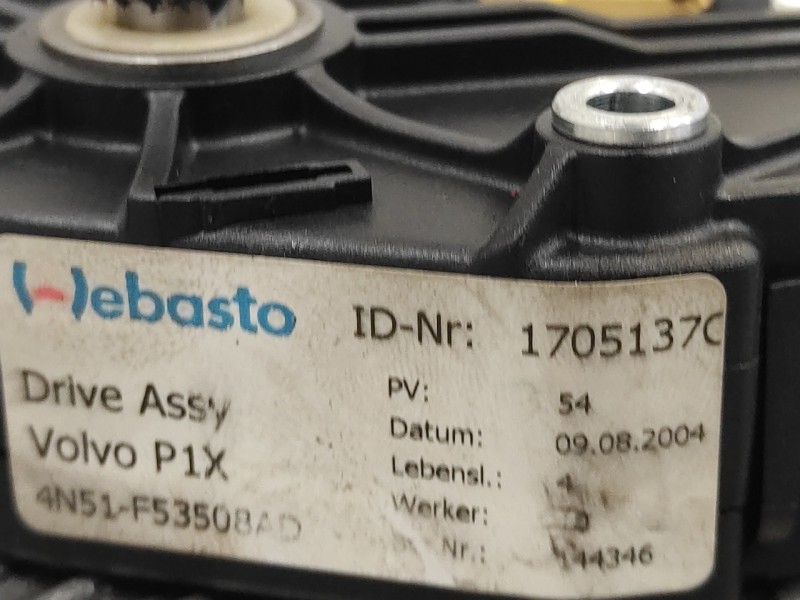 Webasto
ID-Nr: 1705137C
Drive Assy
Volvo P1X
4N51-F53508AD
PV: 54
Datum: 09.08.2004
Lebensl.: 4
Werker:
Nr.: 144346